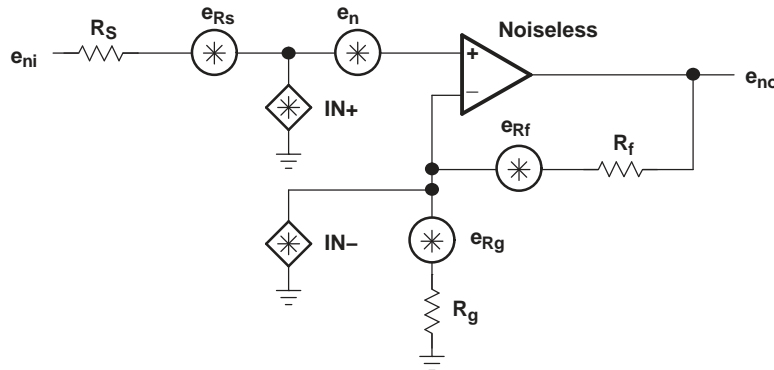 Noiseless
eni
RS
eRs
en
+
−
eno
IN+
eRf
Rf
IN−
eRg
Rg